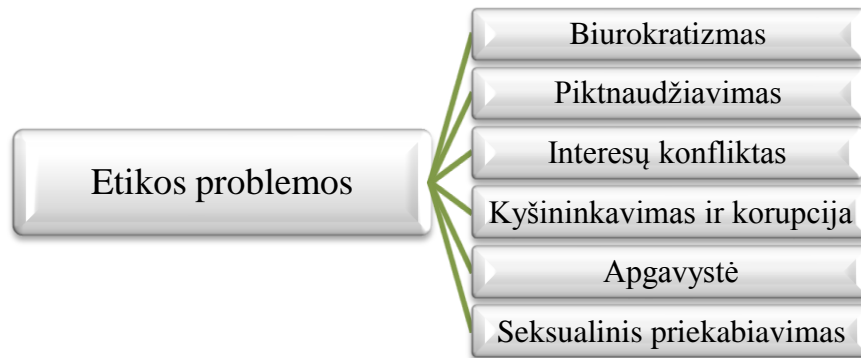 Etikos problemos
Biurokratizmas
Piktnaudžiavimas
Interesų konfliktas
Kyšininkavimas ir korupcija
Apgavystė
Seksualinis priekabiavimas